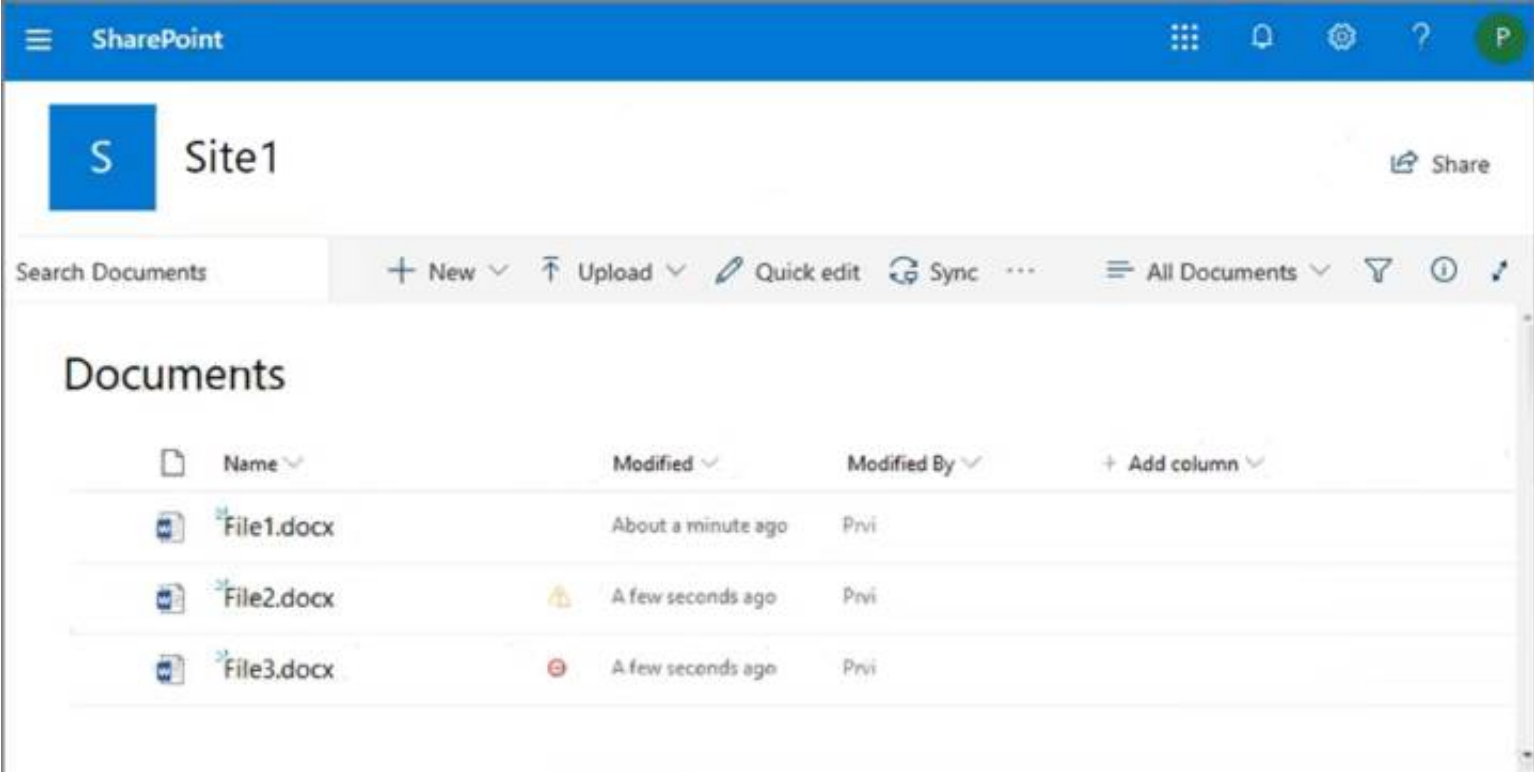 SharePoint
P
S
Site1
Share
Search Documents
New
Upload
Quick edit
Sync
All Documents
Documents
Name Modified Modified By + Add column
File1.docx About a minute ago Prvi
File2.docx A few seconds ago Prvi
File3.docx A few seconds ago Prvi